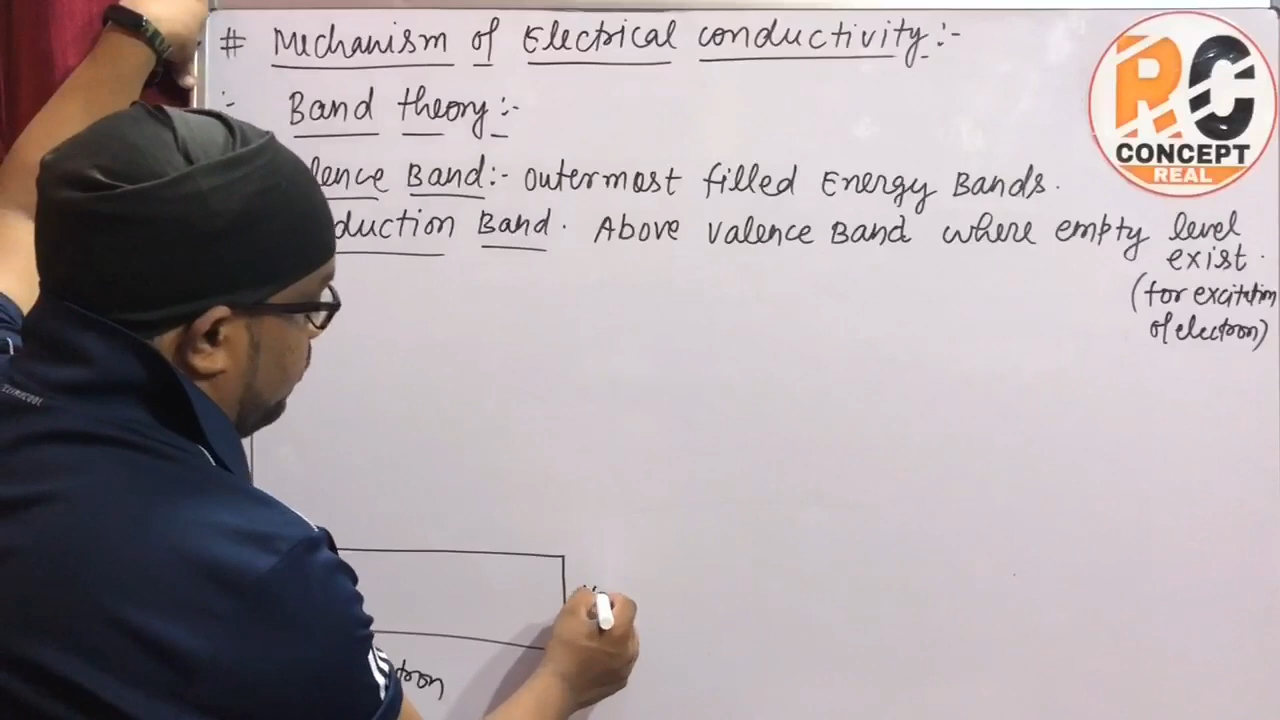 # Mechanism of Electrical conductivity :-
:- Band theory :-
lence Band :- outermost filled Energy Bands.
duction Band. Above valence Band where empty level
exist.
(for excitation
of electron)
tron
RC
CONCEPT
REAL